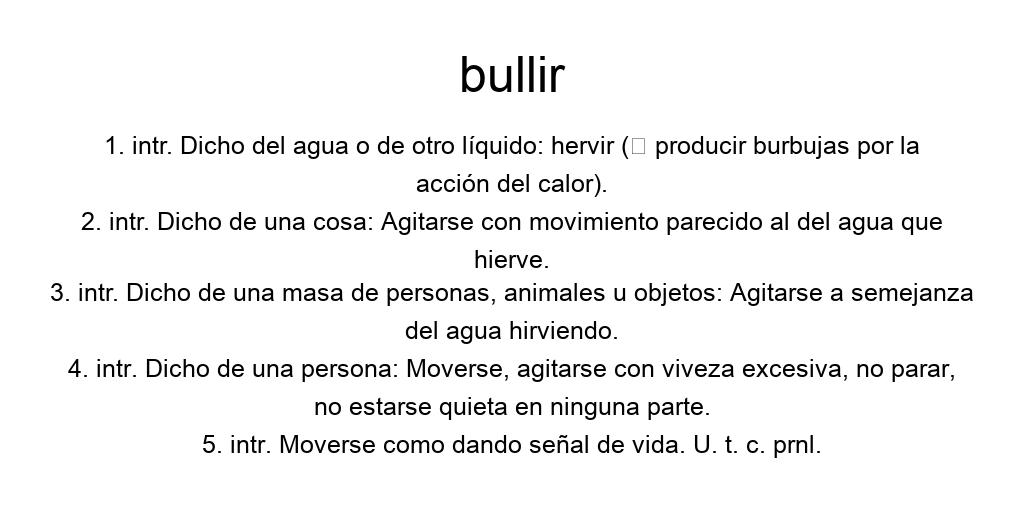 bullir
1. intr. Dicho del agua o de otro líquido: hervir (□ producir burbujas por la
acción del calor).
2. intr. Dicho de una cosa: Agitarse con movimiento parecido al del agua que
hierve.
3. intr. Dicho de una masa de personas, animales u objetos: Agitarse a semejanza
del agua hirviendo.
4. intr. Dicho de una persona: Moverse, agitarse con viveza excesiva, no parar,
no estarse quieta en ninguna parte.
5. intr. Moverse como dando señal de vida. U. t. c. prnl.